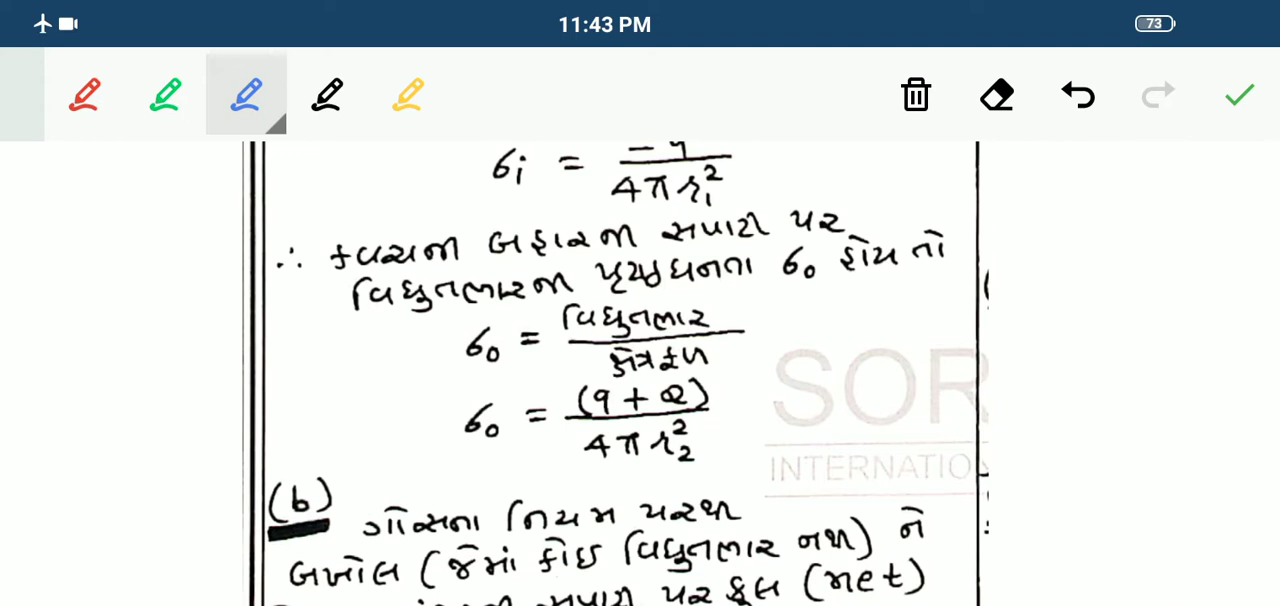 11:43 PM
73
σi = -q / 4πr₁²
∴ કવચની બહારની સપાટી પર
વિદ્યુતભારની પૃષ્ઠઘનતા σ₀ હોય તો
σ₀ = વિદ્યુતભાર / ક્ષેત્રફળ
σ₀ = (q + Q) / 4πr₂²
SOR
INTERNATIO
(b) ગૉસના નિયમ પરથી
બખોલ (જેમાં કોઇ વિદ્યુતભાર નથી) ને
સપાટી પર કૂલ (net)